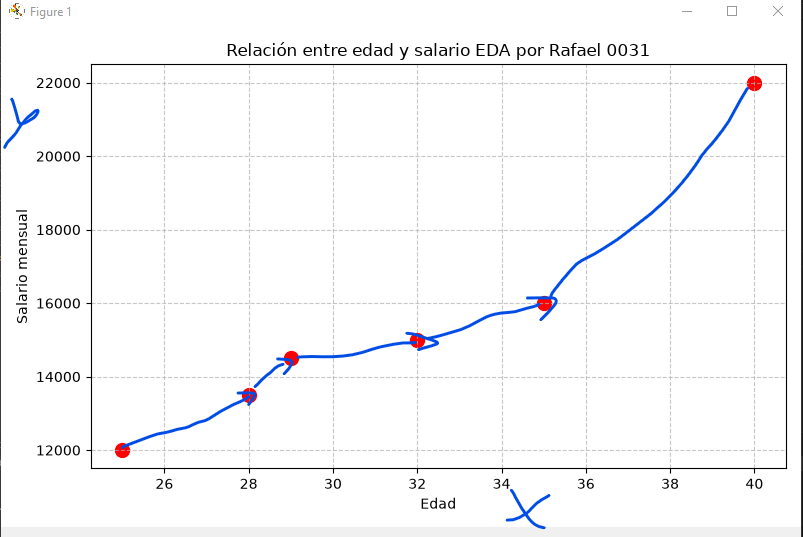 Figure 1
Relación entre edad y salario EDA por Rafael 0031
22000
20000
18000
16000
14000
12000
Salario mensual
Y
26 28 30 32 34 36 38 40
Edad
X